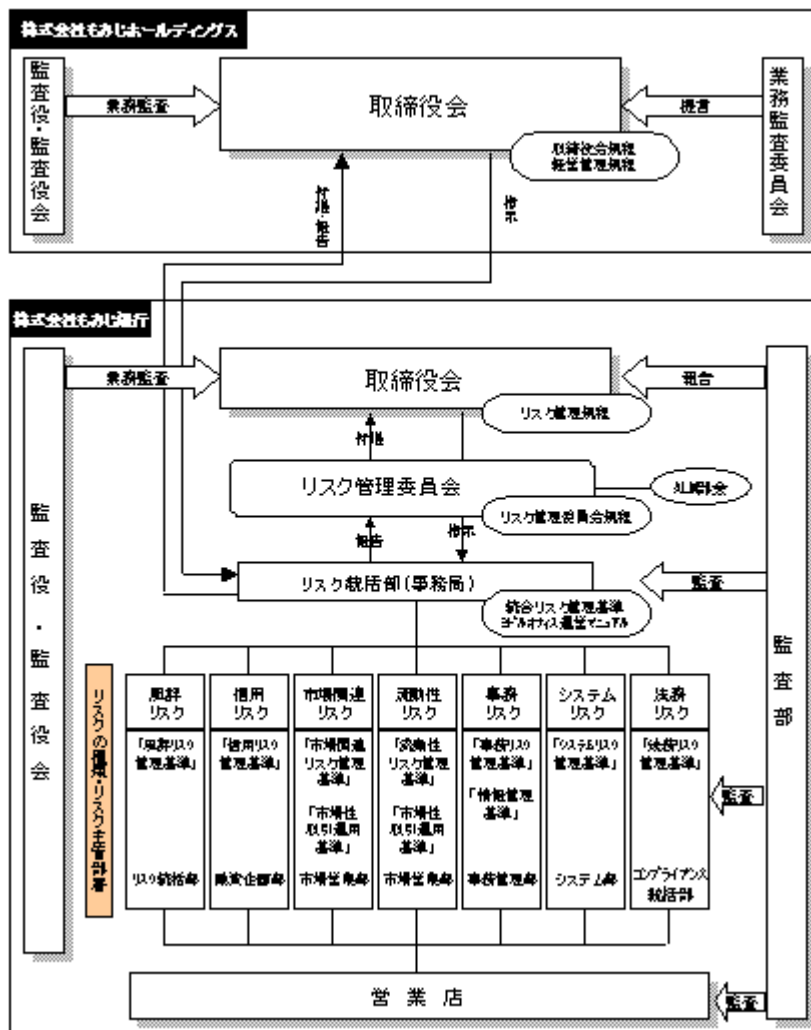 株式会社もみじホールディングス
監査役・監査役会
業務監査
取締役会
提言
業務監査委員会
取締役会規程
経営管理規程
付議・報告
指示
株式会社もみじ銀行
監査役・監査役会
業務監査
取締役会
報告
監査部
リスク管理規程
付議
リスク管理委員会
ALM部会
リスク管理委員会規程
報告
指示
リスク統括部(事務局)
監査
統合リスク管理基準
ミドルオフィス運営マニュアル
リスクの種類・リスク主管部署
風評
リスク
「風評リスク
管理基準」
リスク統括部
信用
リスク
「信用リスク
管理基準」
融資企画部
市場関連
リスク
「市場関連
リスク管理
基準」
「市場性
取引運用
基準」
市場営業部
流動性
リスク
「流動性
リスク管理
基準」
「市場性
取引運用
基準」
市場営業部
事務
リスク
「事務リスク
管理基準」
「情報管理
基準」
事務管理部
システム
リスク
「システムリスク
管理基準」
システム部
法務
リスク
「法務リスク
管理基準」
コンプライアンス
統括部
監査
営業店
監査